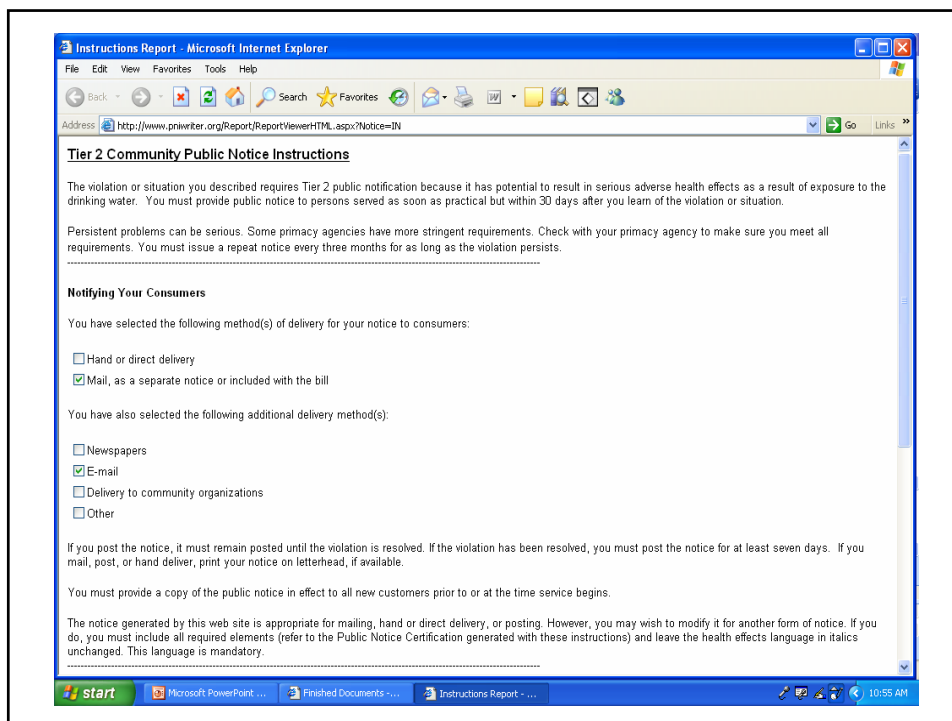 Instructions Report - Microsoft Internet Explorer
File Edit View Favorites Tools Help
Back Search Favorites
Address http://www.pniwriter.org/Report/ReportViewerHTML.aspx?Notice=IN Go Links »
Tier 2 Community Public Notice Instructions
The violation or situation you described requires Tier 2 public notification because it has potential to result in serious adverse health effects as a result of exposure to the
drinking water. You must provide public notice to persons served as soon as practical but within 30 days after you learn of the violation or situation.
Persistent problems can be serious. Some primacy agencies have more stringent requirements. Check with your primacy agency to make sure you meet all
requirements. You must issue a repeat notice every three months for as long as the violation persists.
Notifying Your Consumers
You have selected the following method(s) of delivery for your notice to consumers:
Hand or direct delivery
Mail, as a separate notice or included with the bill
You have also selected the following additional delivery method(s):
Newspapers
E-mail
Delivery to community organizations
Other
If you post the notice, it must remain posted until the violation is resolved. If the violation has been resolved, you must post the notice for at least seven days. If you
mail, post, or hand deliver, print your notice on letterhead, if available.
You must provide a copy of the public notice in effect to all new customers prior to or at the time service begins.
The notice generated by this web site is appropriate for mailing, hand or direct delivery, or posting. However, you may wish to modify it for another form of notice. If you
do, you must include all required elements (refer to the Public Notice Certification generated with these instructions) and leave the health effects language in italics
unchanged. This language is mandatory.
start Microsoft PowerPoint ... Finished Documents -... Instructions Report - ... 10:55 AM